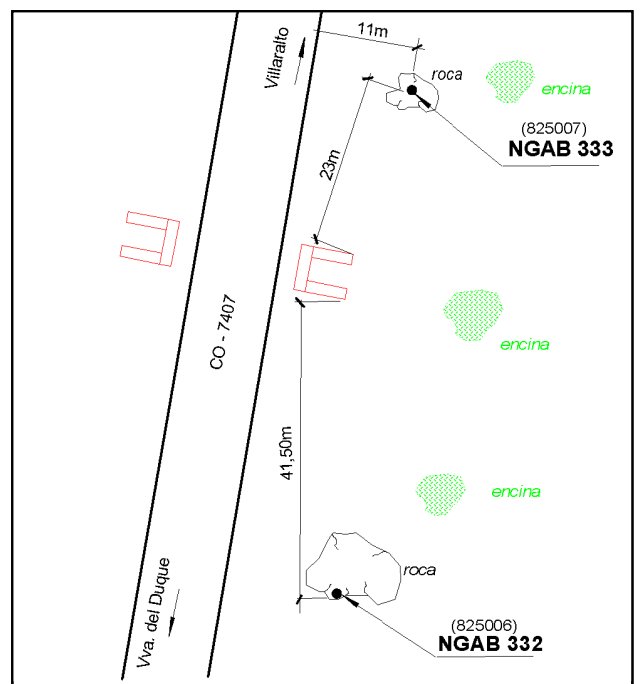 11m
Villaralto
roca
encina
(825007)
NGAB 333
23m
CO - 7407
encina
41,50m
encina
roca
Vva. del Duque
(825006)
NGAB 332